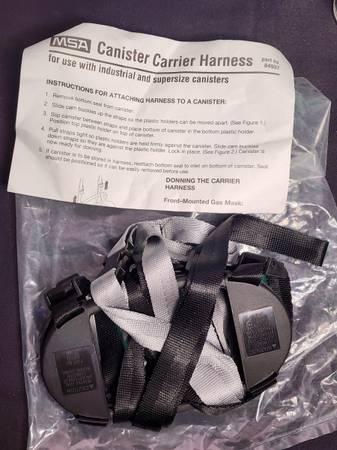 MSA Canister Carrier Harness
part no.
for use with industrial and supersize canisters
INSTRUCTIONS FOR ATTACHING HARNESS TO A CANISTER:
1. Remove bottom seal from canister.
2. Slide cam buckles up the straps so the plastic holders can be moved apart. (See Figure 1.)
3. Slip canister between straps and place bottom of canister in the bottom plastic holder.
Position top plastic holder on top of canister.
4. Pull straps tight so plastic holders are held firmly against the canister. Slide cam buckles
down straps so they are against the plastic holder. Lock in place. (See Figure 2.) Canister is
now ready for donning.
5. If canister is to be stored in harness, reattach bottom seal to inlet on bottom of canister. Seal
should be positioned so it can be easily removed before use.
DONNING THE CARRIER
HARNESS
Front-Mounted Gas Mask: